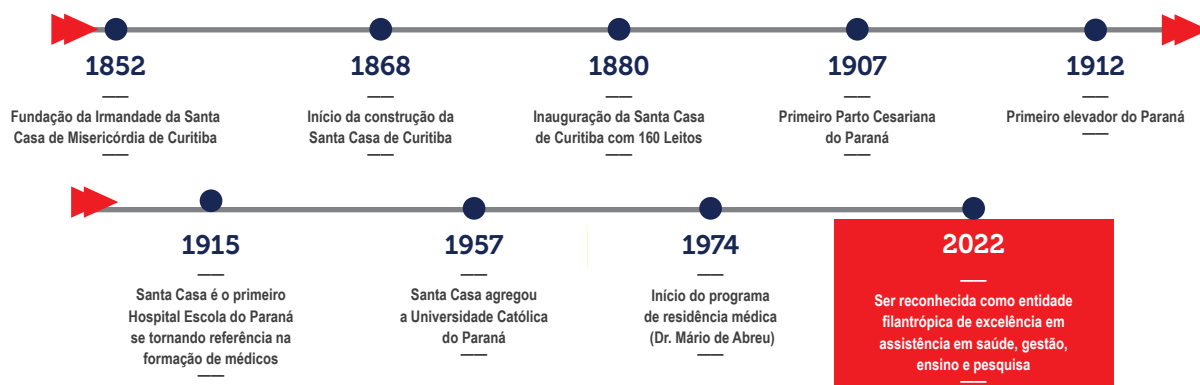 1852
Fundação da Irmandade da Santa
Casa de Misericórdia de Curitiba
1868
Início da construção da
Santa Casa de Curitiba
1880
Inauguração da Santa Casa
de Curitiba com 160 Leitos
1907
Primeiro Parto Cesariana
do Paraná
1912
Primeiro elevador do Paraná
1915
Santa Casa é o primeiro
Hospital Escola do Paraná
se tornando referência na
formação de médicos
1957
Santa Casa agregou
a Universidade Católica
do Paraná
1974
Início do programa
de residência médica
(Dr. Mário de Abreu)
2022
Ser reconhecida como entidade
filantrópica de excelência em
assistência em saúde, gestão,
ensino e pesquisa